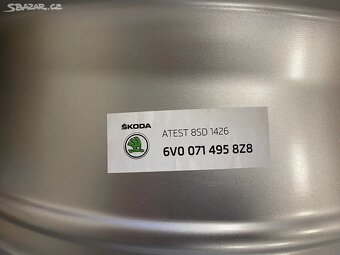 SBAZAR.CZ
ŠKODA
ATEST 8SD 1426
6V0 071 495 8Z8